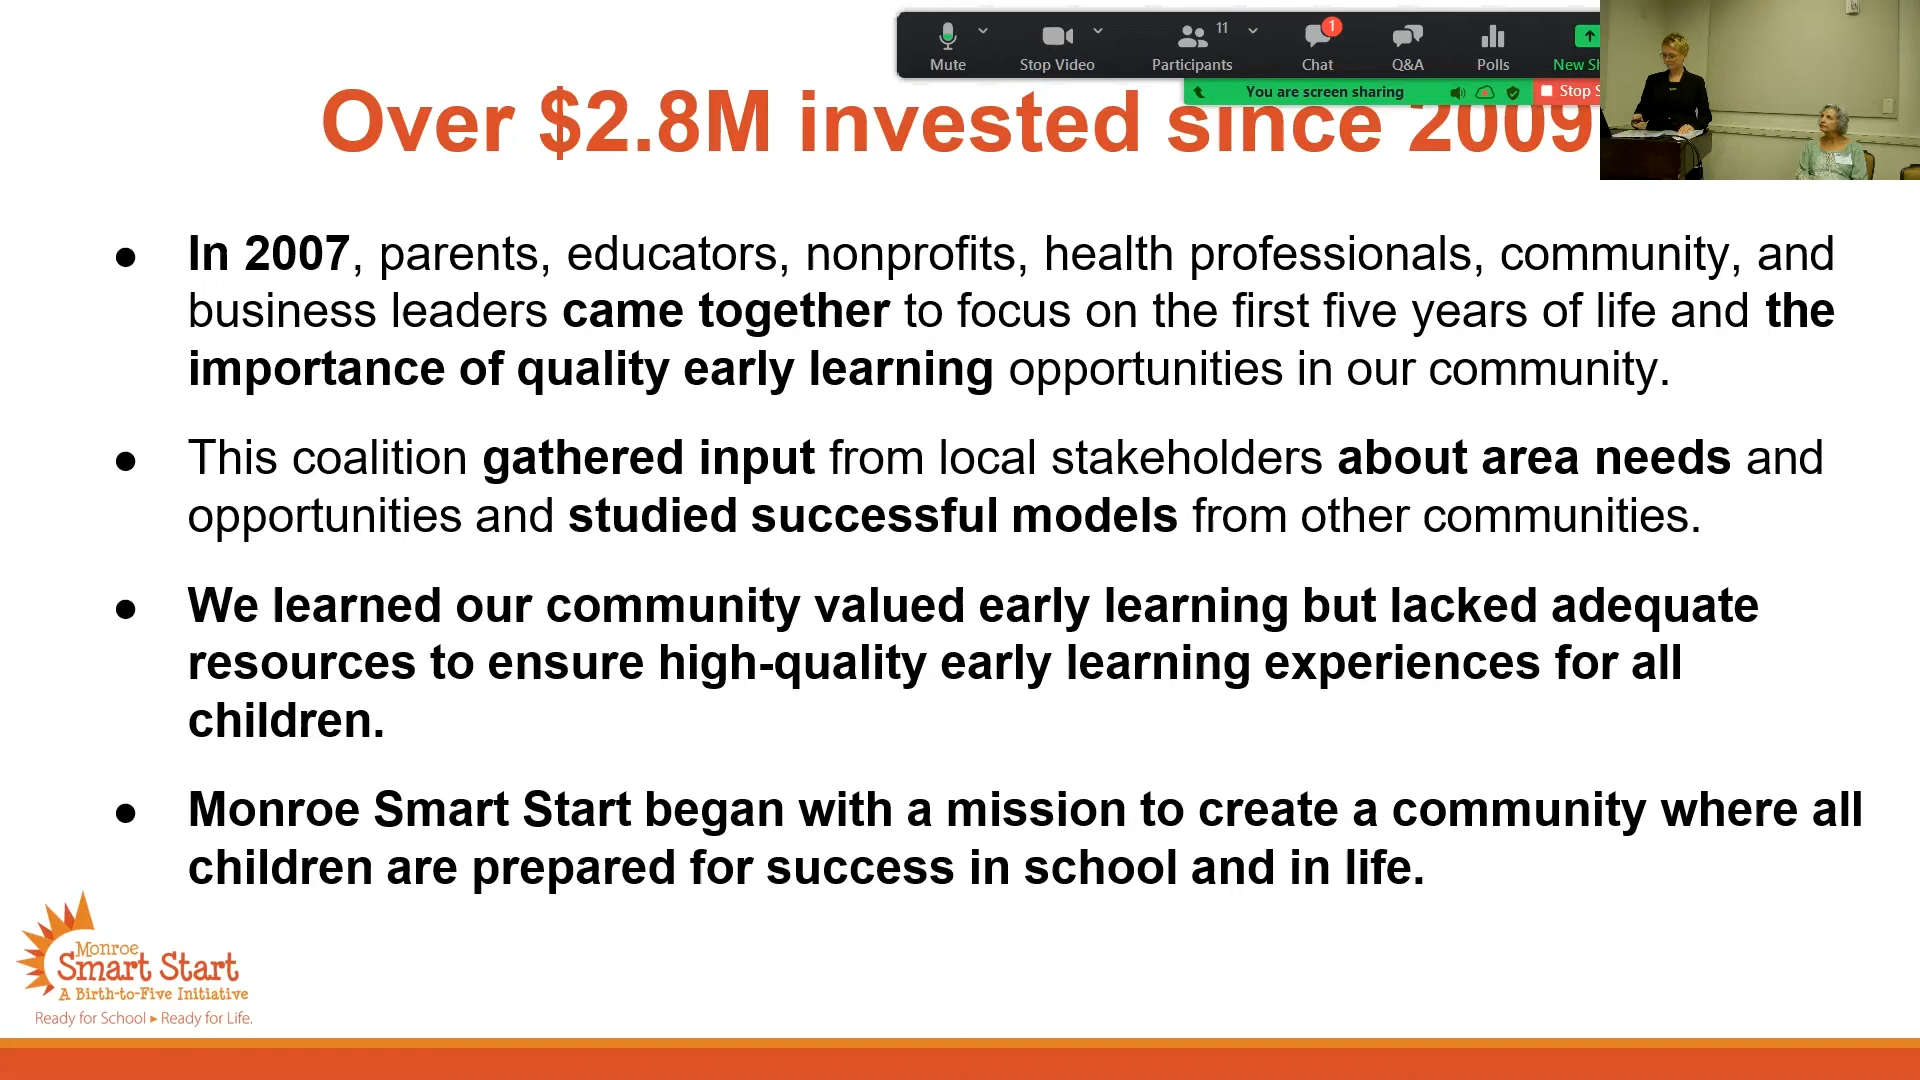 11
1
Mute
Stop Video
Participants
Chat
Q&A
Polls
New Sh
You are screen sharing
Stop S
Over $2.8M invested since 2009
● In 2007, parents, educators, nonprofits, health professionals, community, and
business leaders came together to focus on the first five years of life and the
importance of quality early learning opportunities in our community.
● This coalition gathered input from local stakeholders about area needs and
opportunities and studied successful models from other communities.
● We learned our community valued early learning but lacked adequate
resources to ensure high-quality early learning experiences for all
children.
● Monroe Smart Start began with a mission to create a community where all
children are prepared for success in school and in life.
Monroe
Smart Start
A Birth-to-Five Initiative
Ready for School ▸ Ready for Life.